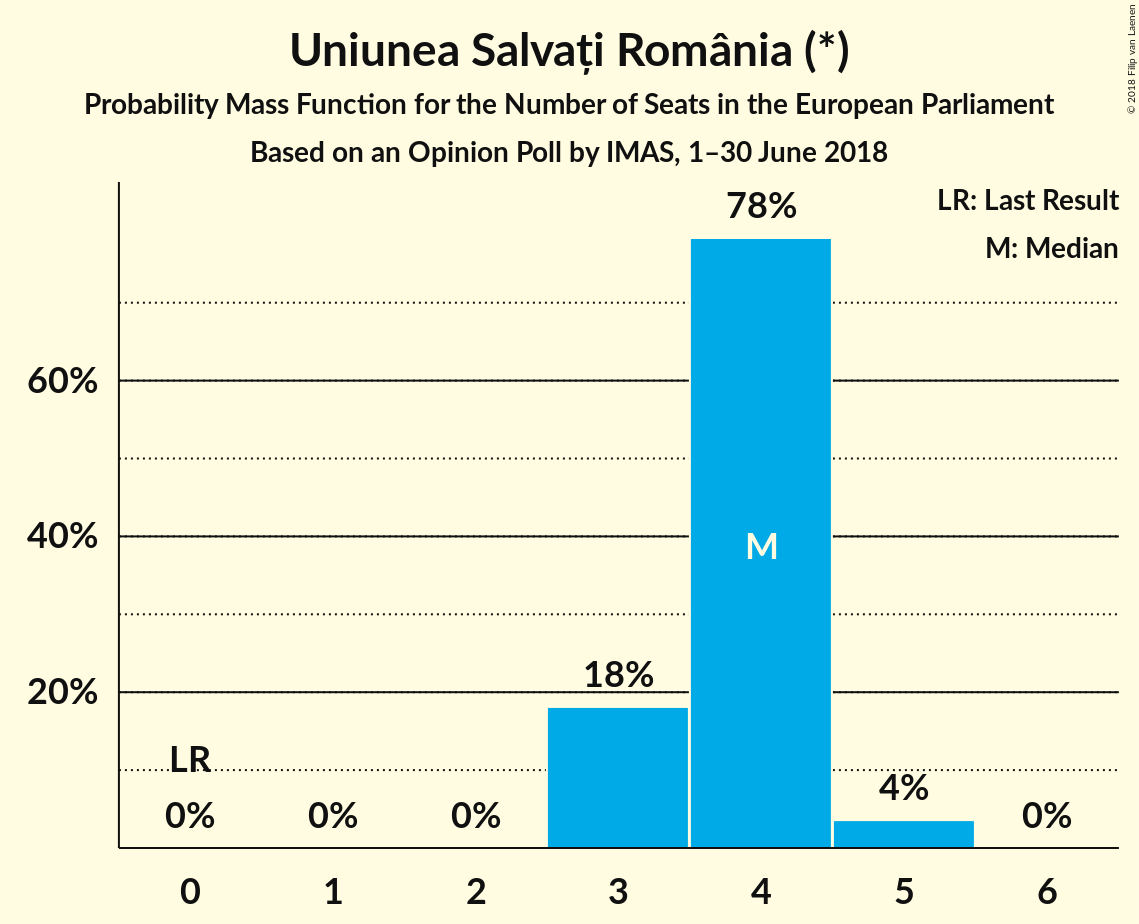 Uniunea Salvați România (*)
Probability Mass Function for the Number of Seats in the European Parliament
Based on an Opinion Poll by IMAS, 1–30 June 2018
© 2018 Filip van Laenen
LR: Last Result
M: Median
78%
60%
40%
M
18%
20%
LR
4%
0%
0%
0%
0%
0
1
2
3
4
5
6